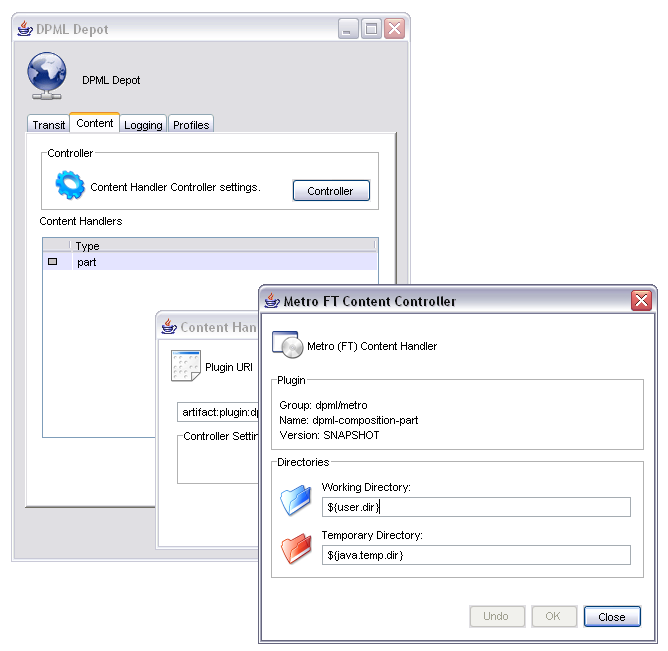 DPML Depot
DPML Depot
Transit Content Logging Profiles
Controller
Content Handler Controller settings.
Controller
Content Handlers
Type
part
Content Han
Plugin URI
artifact:plugin:dp
Controller Settin
Metro FT Content Controller
Metro (FT) Content Handler
Plugin
Group: dpml/metro
Name: dpml-composition-part
Version: SNAPSHOT
Directories
Working Directory:
${user.dir}
Temporary Directory:
${java.temp.dir}
Undo OK Close